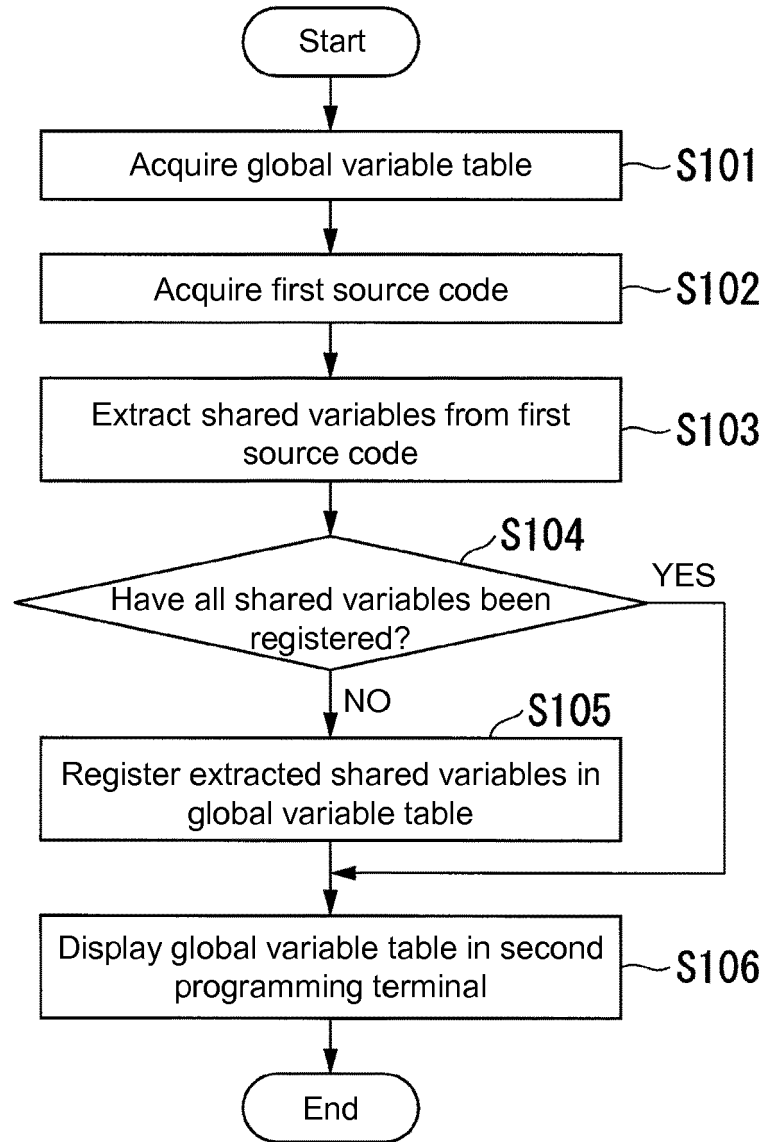 Start
Acquire global variable table
S101
Acquire first source code
S102
Extract shared variables from first
source code
S103
S104
YES
Have all shared variables been
registered?
NO
S105
Register extracted shared variables in
global variable table
Display global variable table in second
programming terminal
S106
End